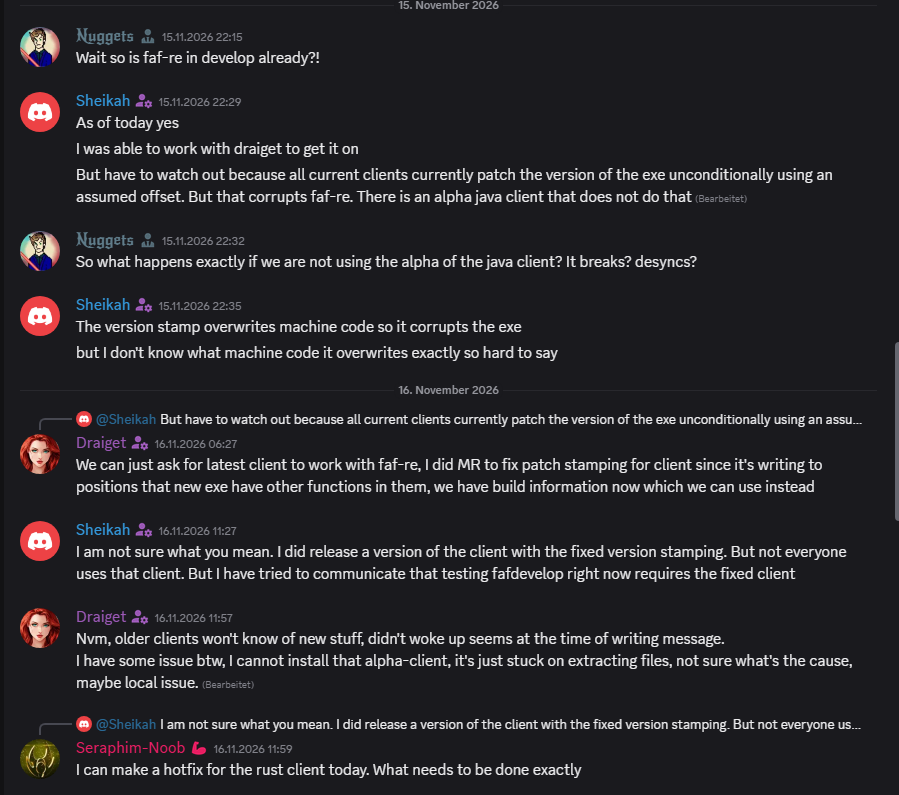 15. November 2026
Nuggets 15.11.2026 22:15
Wait so is faf-re in develop already?!
Sheikah 15.11.2026 22:29
As of today yes
I was able to work with draiget to get it on
But have to watch out because all current clients currently patch the version of the exe unconditionally using an
assumed offset. But that corrupts faf-re. There is an alpha java client that does not do that (Bearbeitet)
Nuggets 15.11.2026 22:32
So what happens exactly if we are not using the alpha of the java client? It breaks? desyncs?
Sheikah 15.11.2026 22:35
The version stamp overwrites machine code so it corrupts the exe
but I don't know what machine code it overwrites exactly so hard to say
16. November 2026
@Sheikah But have to watch out because all current clients currently patch the version of the exe unconditionally using an assu...
Draiget 16.11.2026 06:27
We can just ask for latest client to work with faf-re, I did MR to fix patch stamping for client since it's writing to
positions that new exe have other functions in them, we have build information now which we can use instead
Sheikah 16.11.2026 11:27
I am not sure what you mean. I did release a version of the client with the fixed version stamping. But not everyone
uses that client. But I have tried to communicate that testing fafdevelop right now requires the fixed client
Draiget 16.11.2026 11:57
Nvm, older clients won't know of new stuff, didn't woke up seems at the time of writing message.
I have some issue btw, I cannot install that alpha-client, it's just stuck on extracting files, not sure what's the cause,
maybe local issue. (Bearbeitet)
@Sheikah I am not sure what you mean. I did release a version of the client with the fixed version stamping. But not everyone us...
Seraphim-Noob 16.11.2026 11:59
I can make a hotfix for the rust client today. What needs to be done exactly